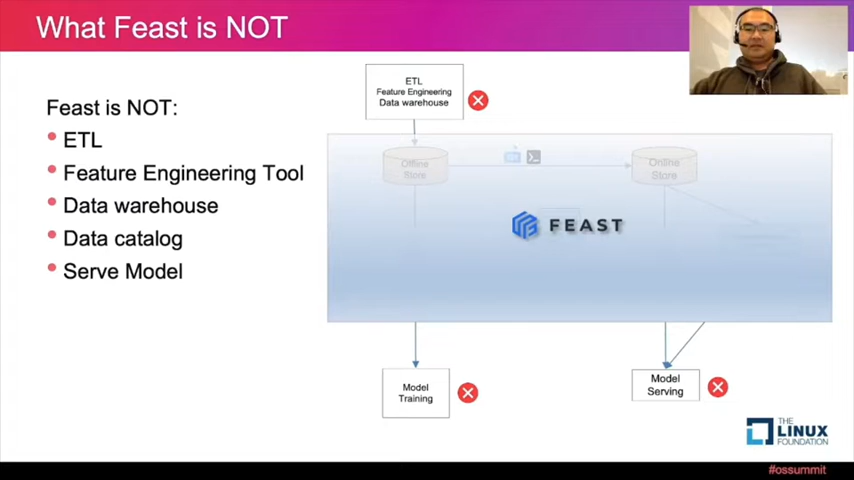 What Feast is NOT
Feast is NOT:
ETL
Feature Engineering Tool
Data warehouse
Data catalog
Serve Model
ETL
Feature Engineering
Data warehouse
Offline
Store
Online
Store
FEAST
Model
Training
Model
Serving
THE
LINUX
FOUNDATION
#ossummit